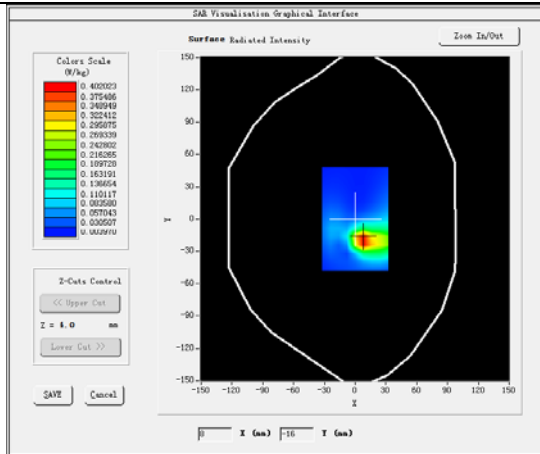 SAR Visualisation Graphical Interface
Surface Radiated Intensity
Zoom In/Out
Colors Scale
(W/kg)
0.402023
0.375486
0.348949
0.322412
0.295875
0.269339
0.242802
0.216265
0.189728
0.163191
0.136654
0.110117
0.083580
0.057043
0.030507
0.003970
Z-Cuts Control
<< Upper Cut
Z = 4.0 mm
Lower Cut >>
SAVE
Cancel
150
120
90
60
30
0
-30
-60
-90
-120
-150
Y
-150 -120 -90 -60 -30 0 30 60 90 120 150
X
8 X (mm) -16 Y (mm)